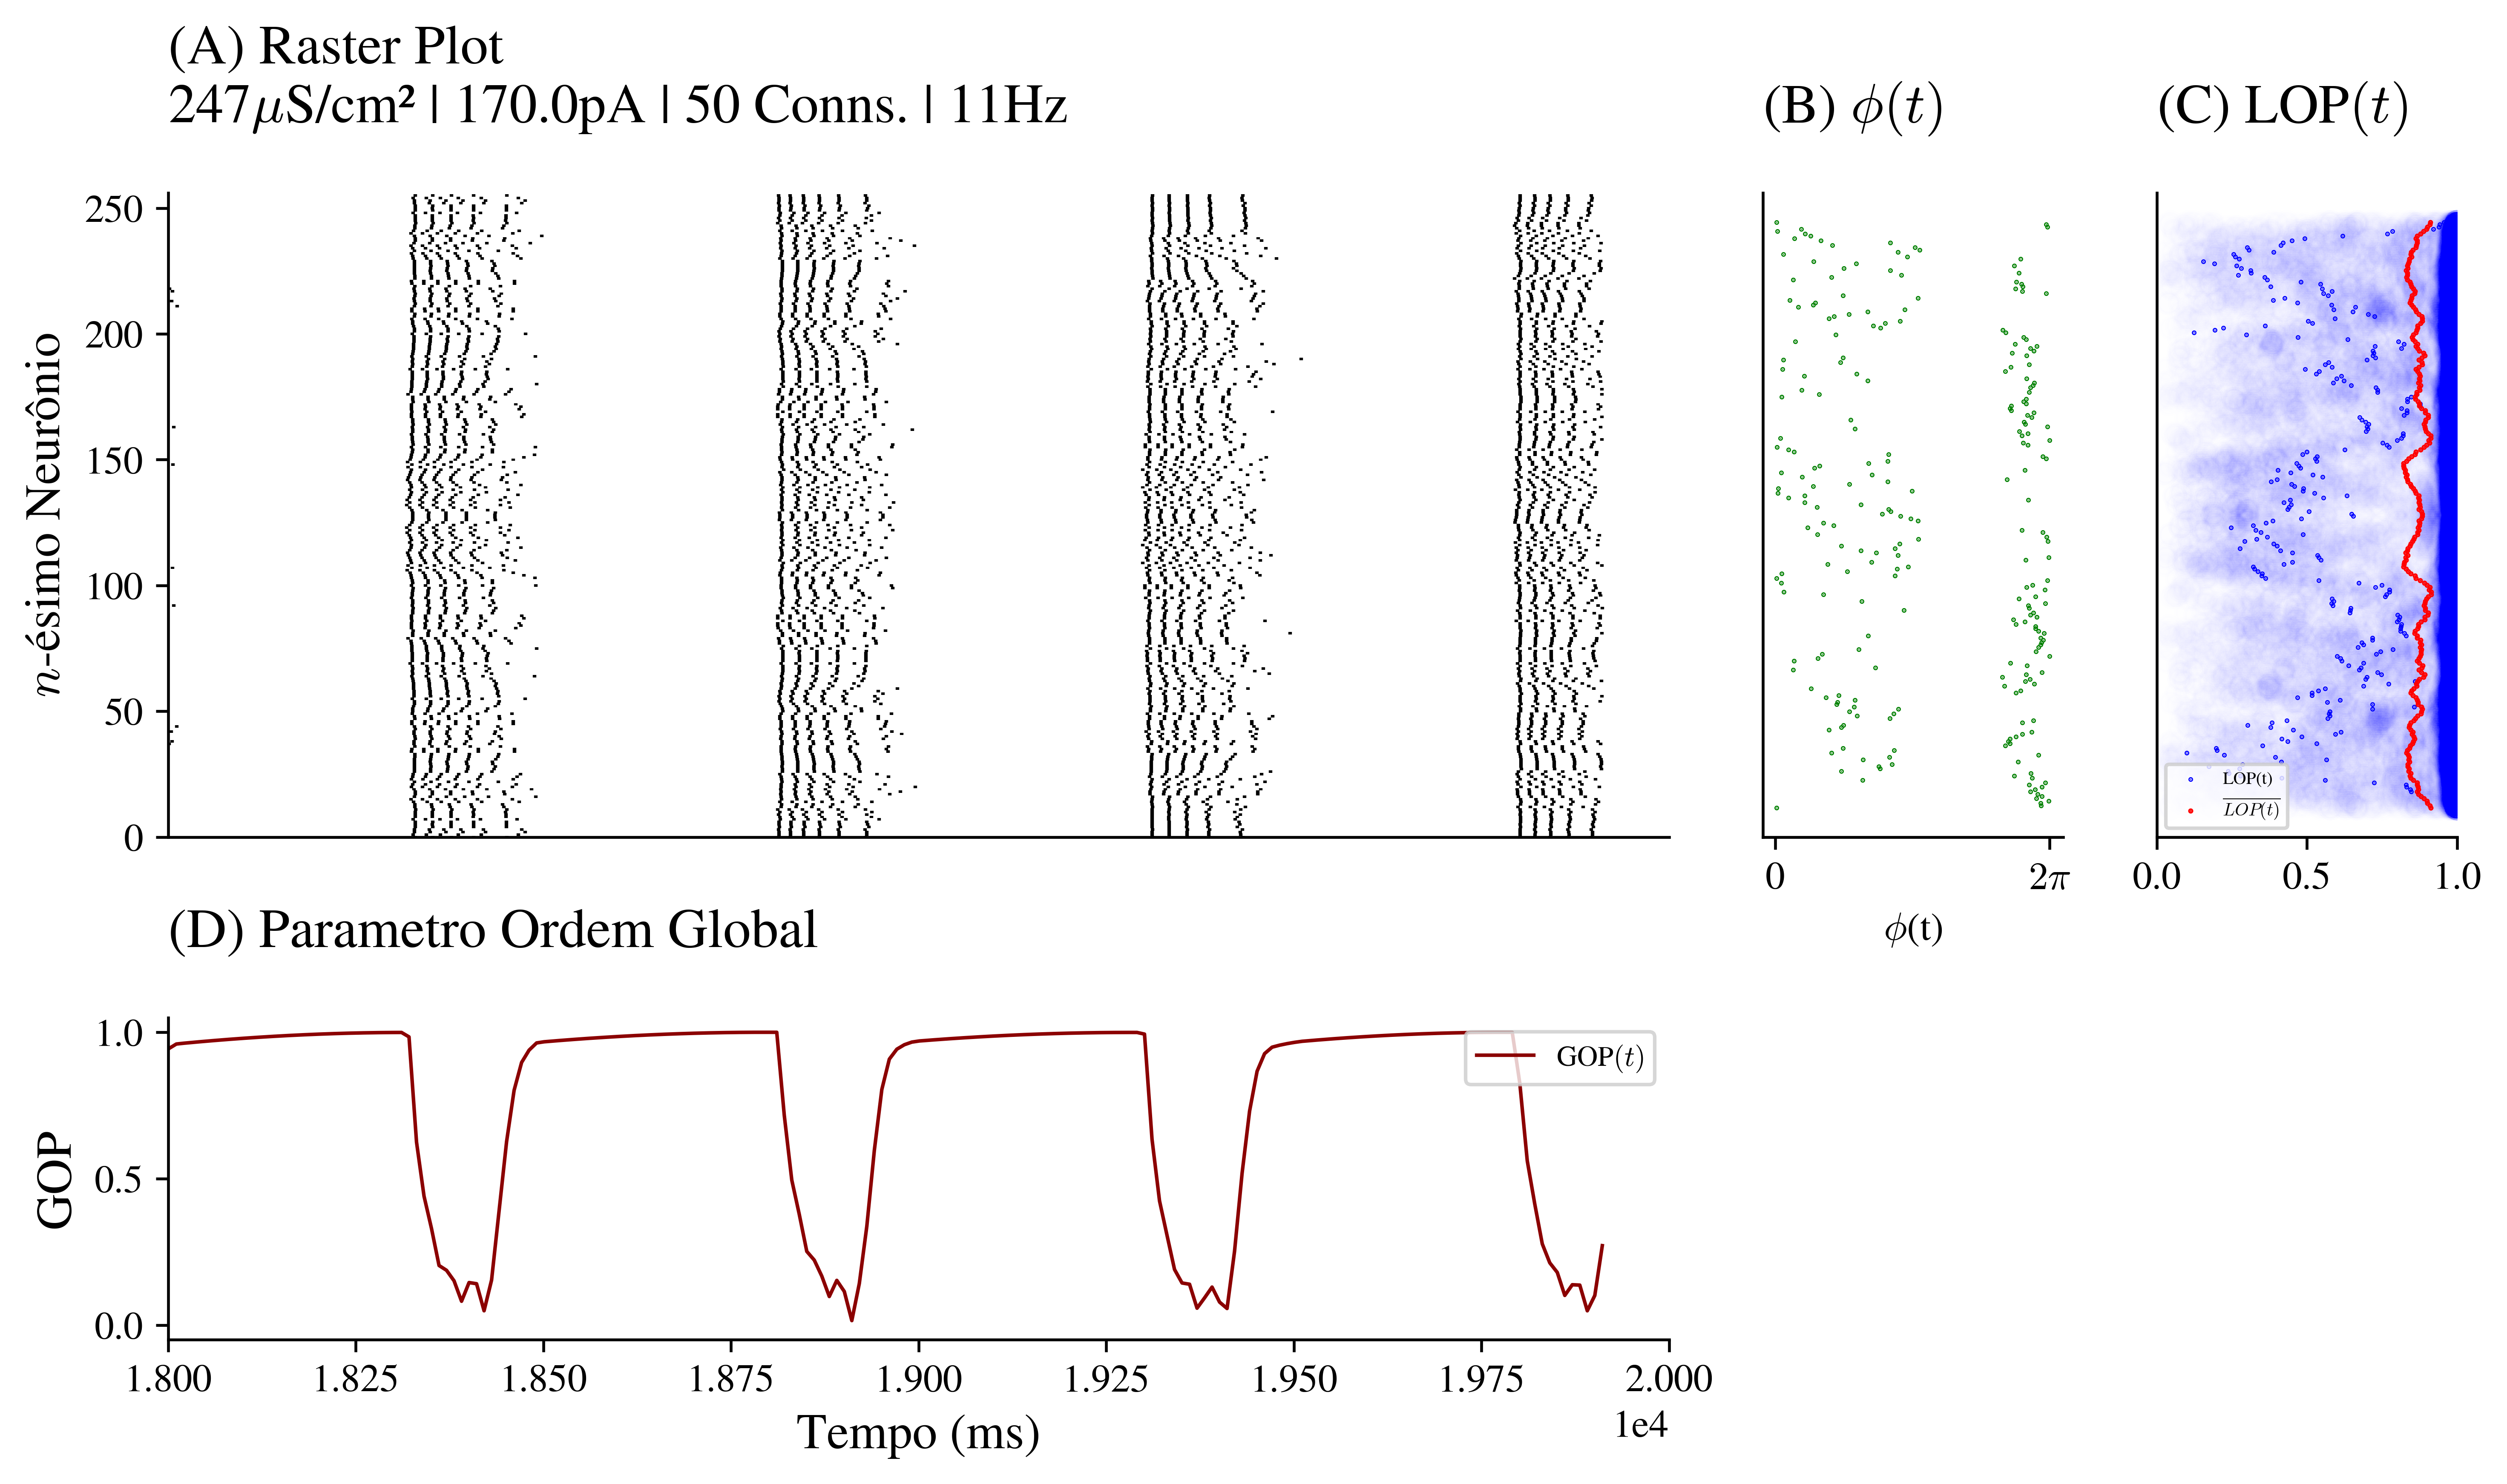 (A) Raster Plot
247μS/cm² | 170.0pA | 50 Conns. | 11Hz
(B) ϕ(t)
(C) LOP(t)
n-ésimo Neurônio
250
200
150
100
50
0
0
2π
ϕ(t)
LOP(t)
LOP(t)
0.0
0.5
1.0
(D) Parametro Ordem Global
GOP
1.0
0.5
0.0
GOP(t)
1.800
1.825
1.850
1.875
1.900
1.925
1.950
1.975
2.000
1e4
Tempo (ms)